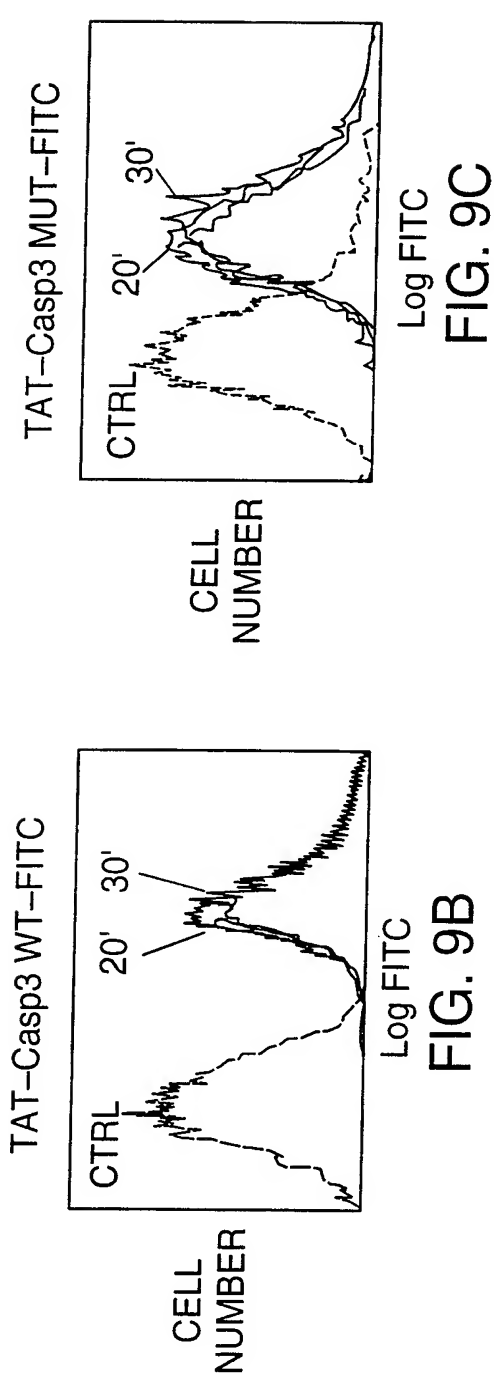 TAT–Casp3 WT–FITC
CELL
NUMBER
CTRL
20'
30'
Log FITC
FIG. 9B
TAT–Casp3 MUT–FITC
CELL
NUMBER
CTRL
20'
30'
Log FITC
FIG. 9C